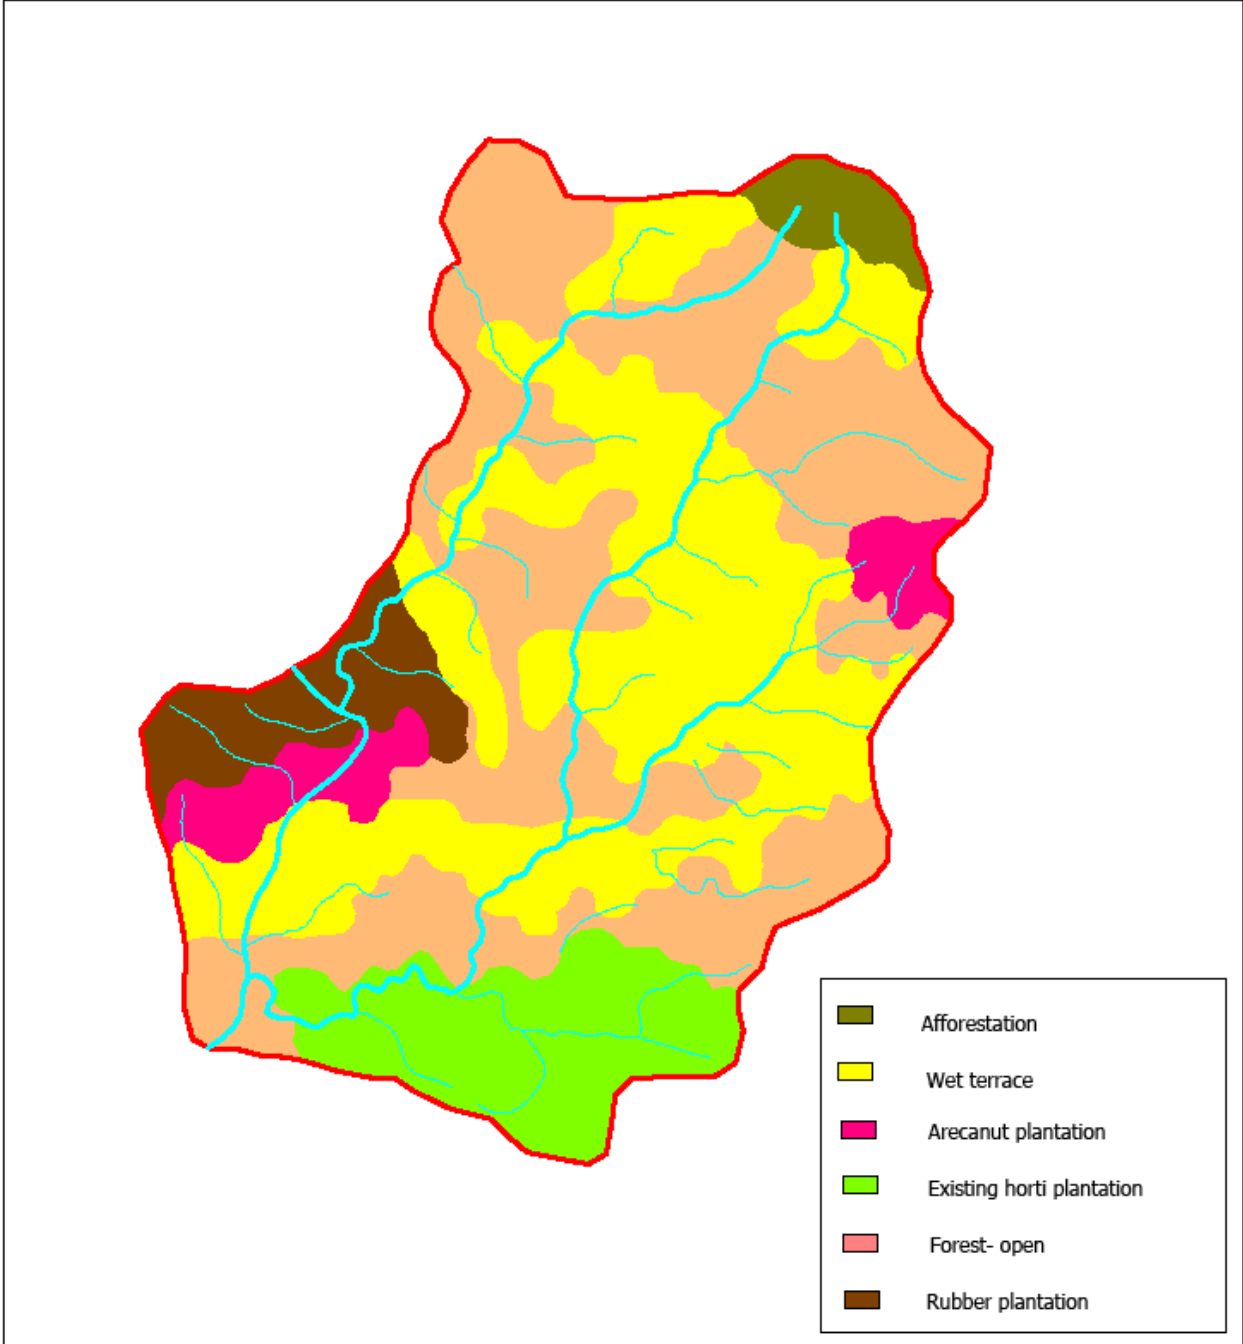 Afforestation
Wet terrace
Arecanut plantation
Existing horti plantation
Forest- open
Rubber plantation